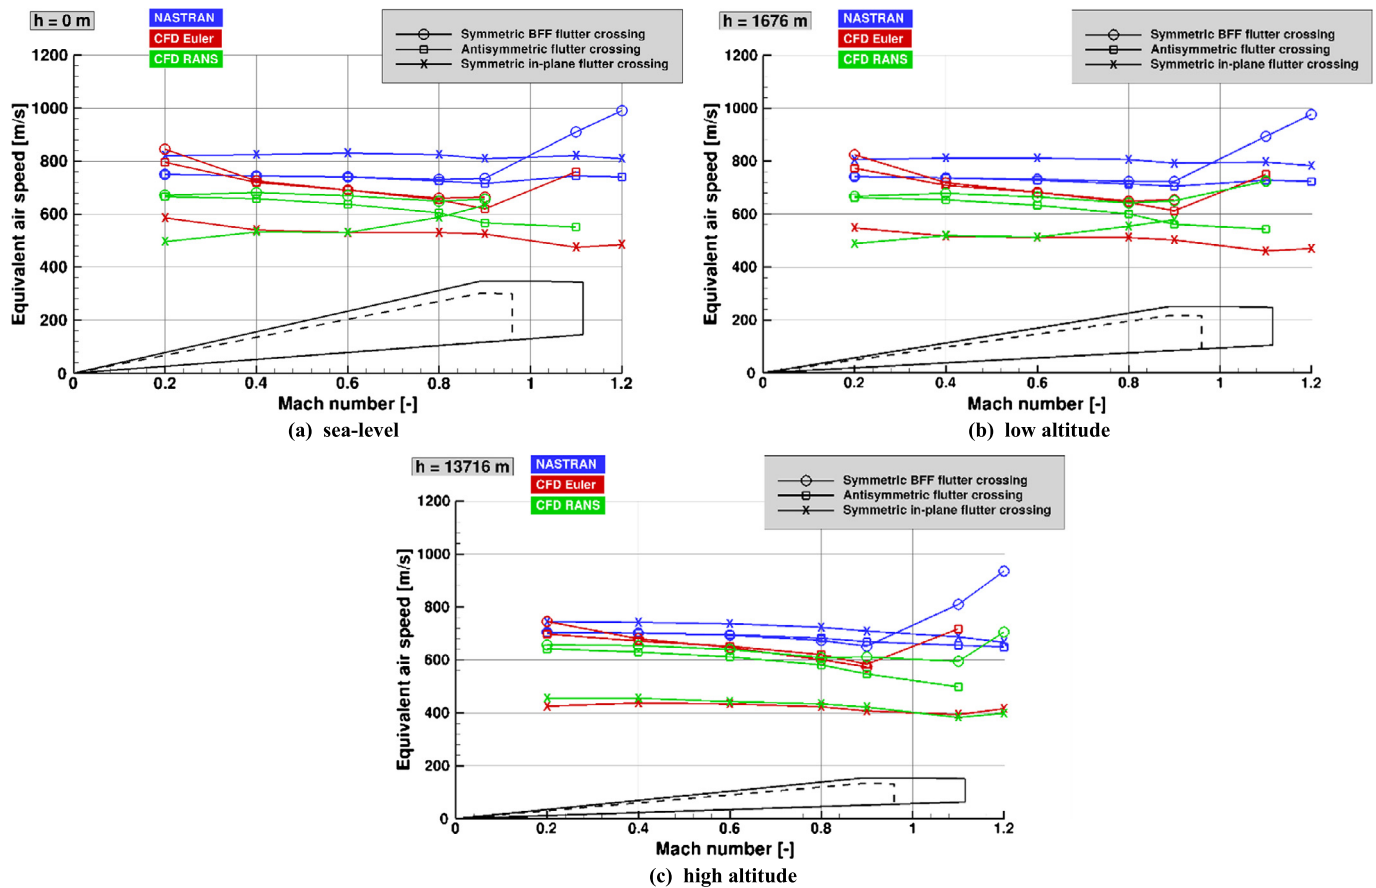 h = 0 m
NASTRAN
CFD Euler
CFD RANS
Symmetric BFF flutter crossing
Antisymmetric flutter crossing
Symmetric in-plane flutter crossing
1200
1000
800
600
400
200
0
Equivalent air speed [m/s]
0 0.2 0.4 0.6 0.8 1 1.2
Mach number [-]
(a) sea-level
h = 1676 m
NASTRAN
CFD Euler
CFD RANS
Symmetric BFF flutter crossing
Antisymmetric flutter crossing
Symmetric in-plane flutter crossing
1200
1000
800
600
400
200
0
Equivalent air speed [m/s]
0 0.2 0.4 0.6 0.8 1 1.2
Mach number [-]
(b) low altitude
h = 13716 m
NASTRAN
CFD Euler
CFD RANS
Symmetric BFF flutter crossing
Antisymmetric flutter crossing
Symmetric in-plane flutter crossing
1200
1000
800
600
400
200
0
Equivalent air speed [m/s]
0 0.2 0.4 0.6 0.8 1 1.2
Mach number [-]
(c) high altitude